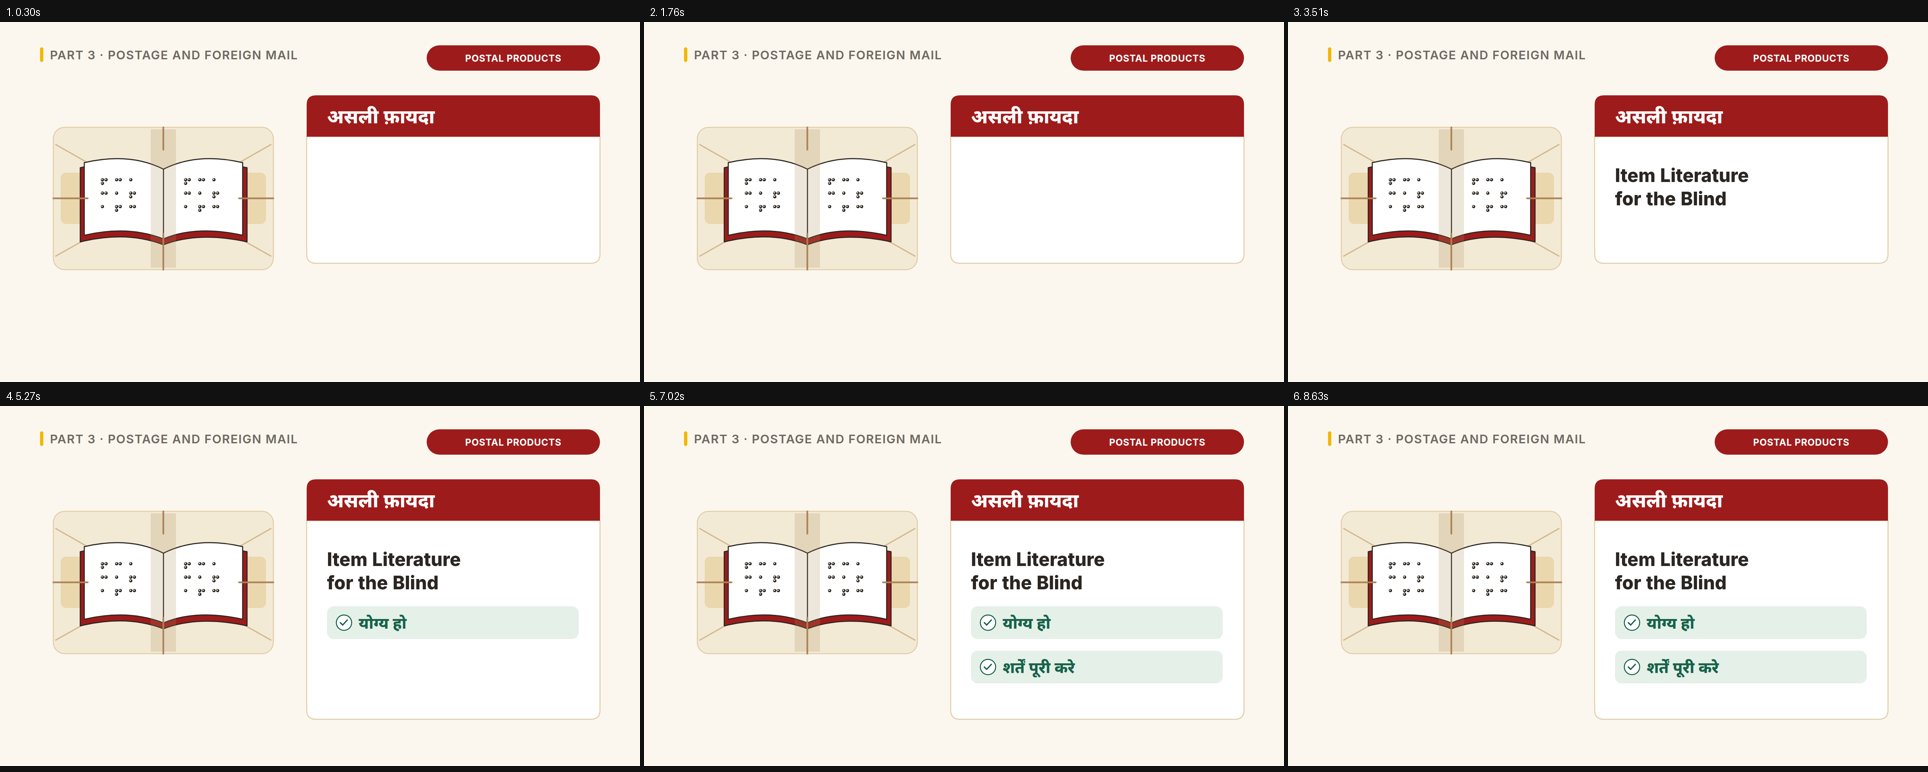 1. 0.30s
PART 3 · POSTAGE AND FOREIGN MAIL
POSTAL PRODUCTS
असली फ़ायदा
2. 1.76s
PART 3 · POSTAGE AND FOREIGN MAIL
POSTAL PRODUCTS
असली फ़ायदा
3. 3.51s
PART 3 · POSTAGE AND FOREIGN MAIL
POSTAL PRODUCTS
असली फ़ायदा
Item Literature
for the Blind
4. 5.27s
PART 3 · POSTAGE AND FOREIGN MAIL
POSTAL PRODUCTS
असली फ़ायदा
Item Literature
for the Blind
योग्य हो
5. 7.02s
PART 3 · POSTAGE AND FOREIGN MAIL
POSTAL PRODUCTS
असली फ़ायदा
Item Literature
for the Blind
योग्य हो
शर्तें पूरी करे
6. 8.63s
PART 3 · POSTAGE AND FOREIGN MAIL
POSTAL PRODUCTS
असली फ़ायदा
Item Literature
for the Blind
योग्य हो
शर्तें पूरी करे